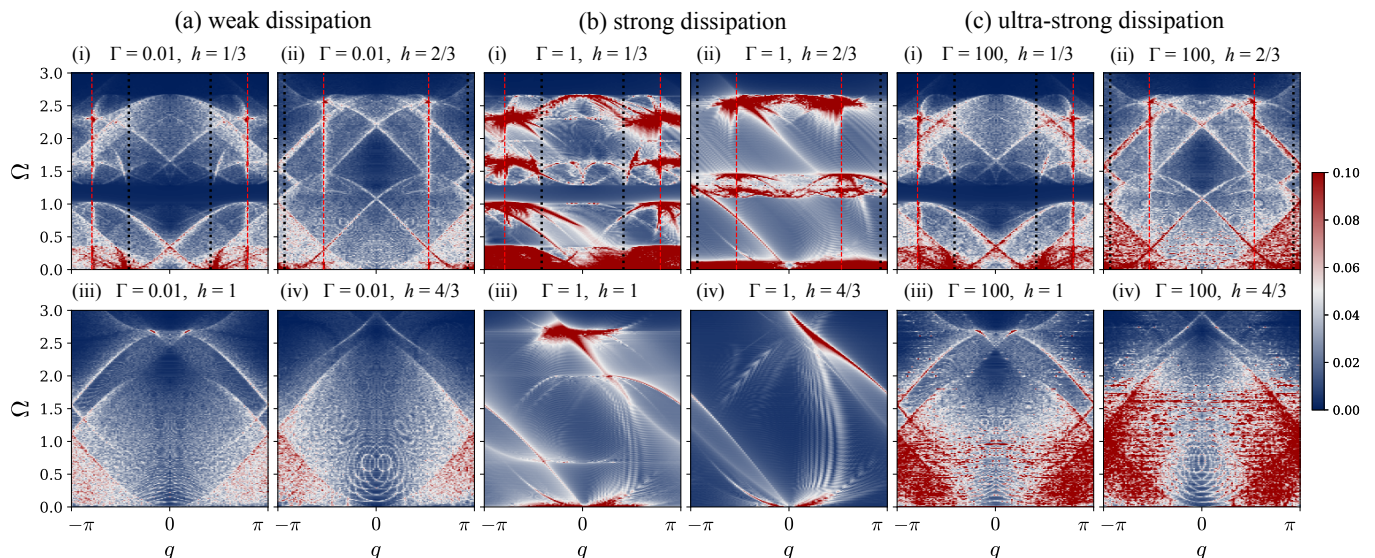 (a) weak dissipation (b) strong dissipation (c) ultra-strong dissipation
(i) Γ = 0.01, h = 1/3 (ii) Γ = 0.01, h = 2/3 (i) Γ = 1, h = 1/3 (ii) Γ = 1, h = 2/3 (i) Γ = 100, h = 1/3 (ii) Γ = 100, h = 2/3
3.0
2.5
2.0
Ω 1.5
1.0
0.5
0.0
(iii) Γ = 0.01, h = 1 (iv) Γ = 0.01, h = 4/3 (iii) Γ = 1, h = 1 (iv) Γ = 1, h = 4/3 (iii) Γ = 100, h = 1 (iv) Γ = 100, h = 4/3
3.0
2.5
2.0
Ω 1.5
1.0
0.5
0.0
−π 0 π −π 0 π −π 0 π −π 0 π −π 0 π −π 0 π
q q q q q q
0.10
0.08
0.06
0.04
0.02
0.00